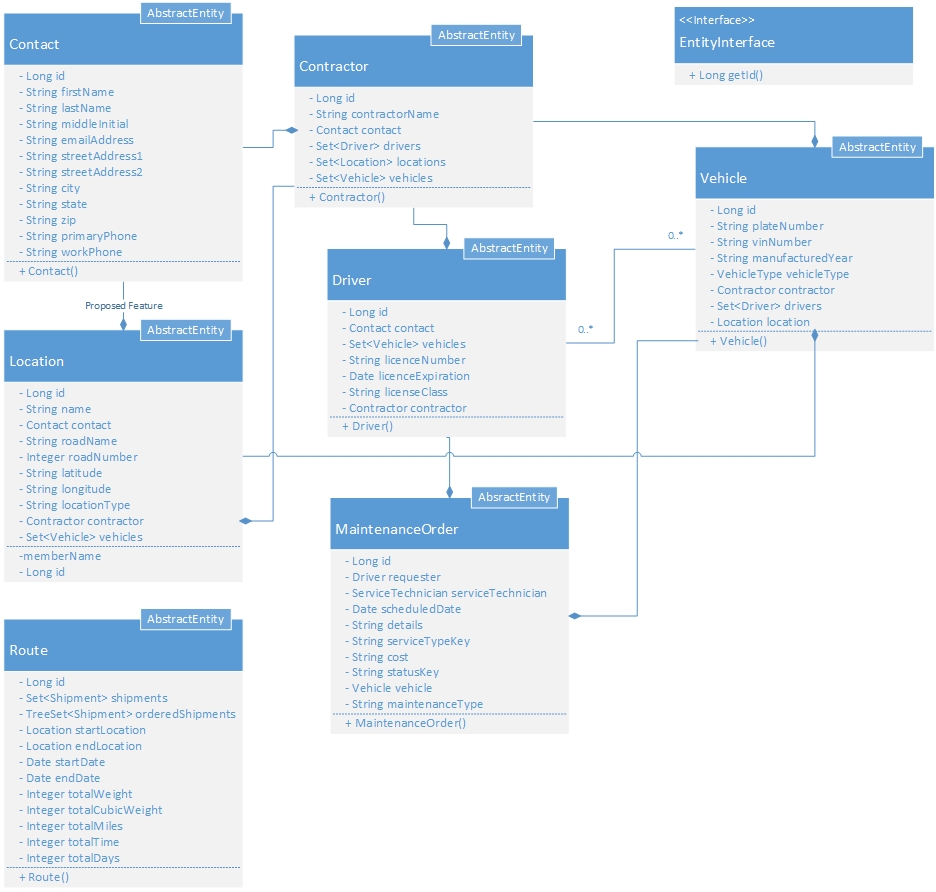 AbstractEntity
Contact
- Long id
- String firstName
- String lastName
- String middleInitial
- String emailAddress
- String streetAddress1
- String streetAddress2
- String city
- String state
- String zip
- String primaryPhone
- String workPhone
+ Contact()
Proposed Feature
AbstractEntity
Location
- Long id
- String name
- Contact contact
- String roadName
- Integer roadNumber
- String latitude
- String longitude
- String locationType
- Contractor contractor
- Set<Vehicle> vehicles
-memberName
- Long id
AbstractEntity
Route
- Long id
- Set<Shipment> shipments
- TreeSet<Shipment> orderedShipments
- Location startLocation
- Location endLocation
- Date startDate
- Date endDate
- Integer totalWeight
- Integer totalCubicWeight
- Integer totalMiles
- Integer totalTime
- Integer totalDays
+ Route()
AbstractEntity
Contractor
- Long id
- String contractorName
- Contact contact
- Set<Driver> drivers
- Set<Location> locations
- Set<Vehicle> vehicles
+ Contractor()
AbstractEntity
Driver
- Long id
- Contact contact
- Set<Vehicle> vehicles
- String licenceNumber
- Date licenceExpiration
- String licenseClass
- Contractor contractor
+ Driver()
0..*
0..*
AbsractEntity
MaintenanceOrder
- Long id
- Driver requester
- ServiceTechnician serviceTechnician
- Date scheduledDate
- String details
- String serviceTypeKey
- String cost
- String statusKey
- Vehicle vehicle
- String maintenanceType
+ MaintenanceOrder()
<<Interface>>
EntityInterface
+ Long getId()
AbstractEntity
Vehicle
- Long id
- String plateNumber
- String vinNumber
- String manufacturedYear
- VehicleType vehicleType
- Contractor contractor
- Set<Driver> drivers
- Location location
+ Vehicle()